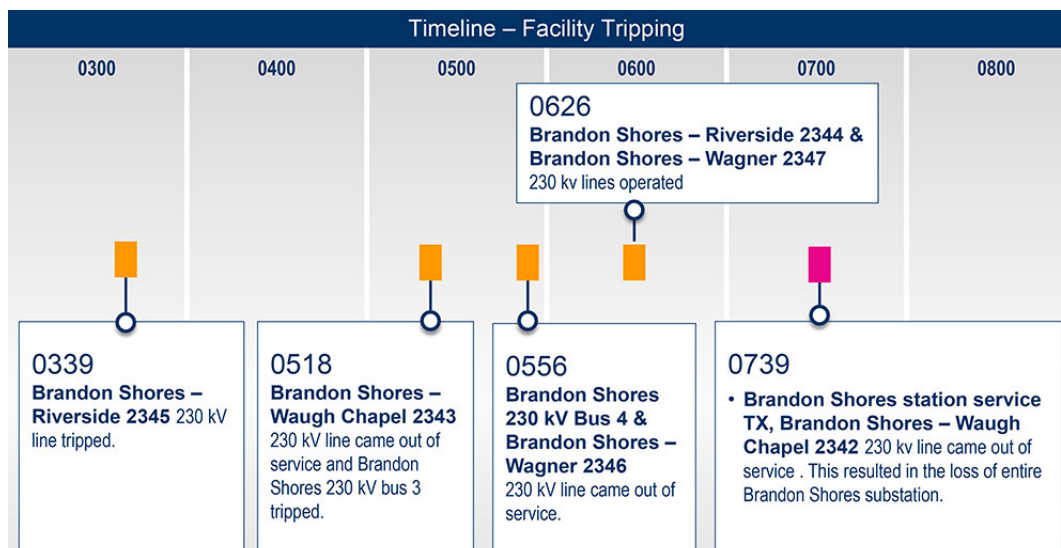 Timeline – Facility Tripping
0300 0400 0500 0600 0700 0800
0626
Brandon Shores – Riverside 2344 &
Brandon Shores – Wagner 2347
230 kv lines operated
0339
Brandon Shores –
Riverside 2345 230 kV
line tripped.
0518
Brandon Shores –
Waugh Chapel 2343
230 kV line came out of
service and Brandon
Shores 230 kV bus 3
tripped.
0556
Brandon Shores
230 kV Bus 4 &
Brandon Shores –
Wagner 2346
230 kV line came out of
service.
0739
• Brandon Shores station service
TX, Brandon Shores – Waugh
Chapel 2342 230 kv line came out of
service . This resulted in the loss of entire
Brandon Shores substation.